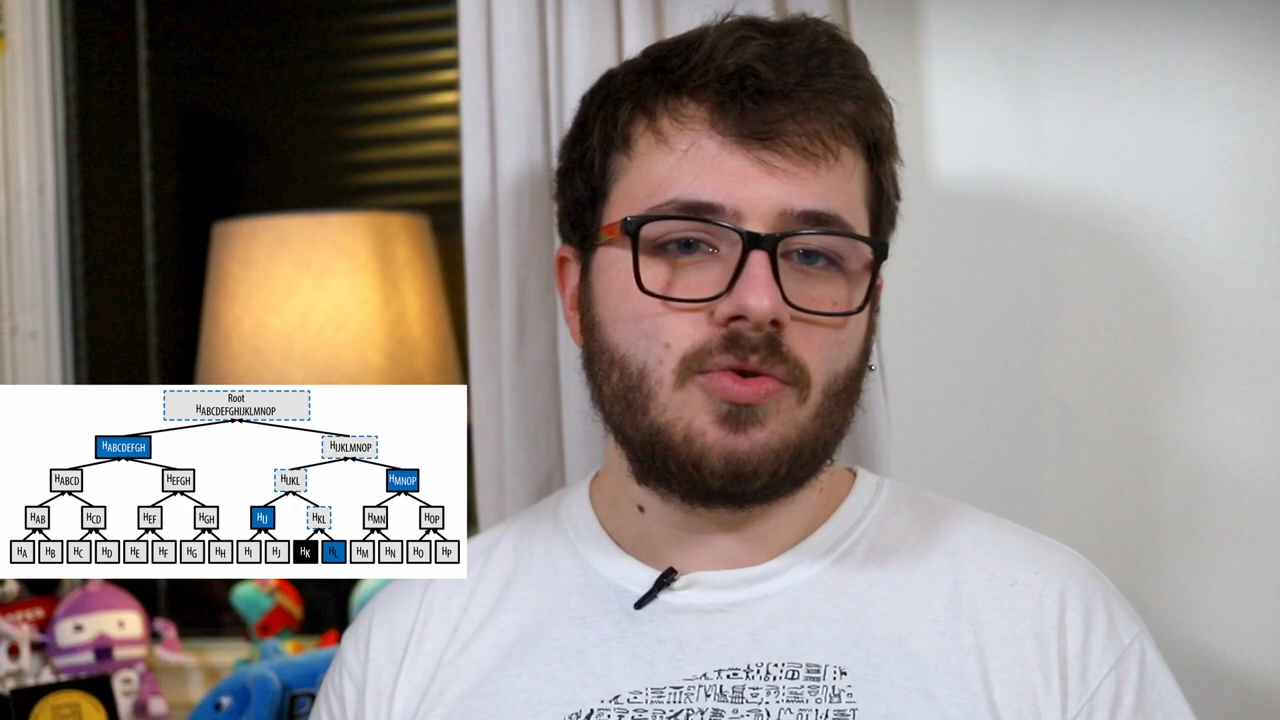 Root
HABCDEFGHIJKLMNOP
HABCDEFGH HIJKLMNOP
HABCD HEFGH HIJKL HMNOP
HAB HCD HEF HGH HIJ HKL HMN HOP
HA HB HC HD HE HF HG HH HI HJ HK HL HM HN HO HP